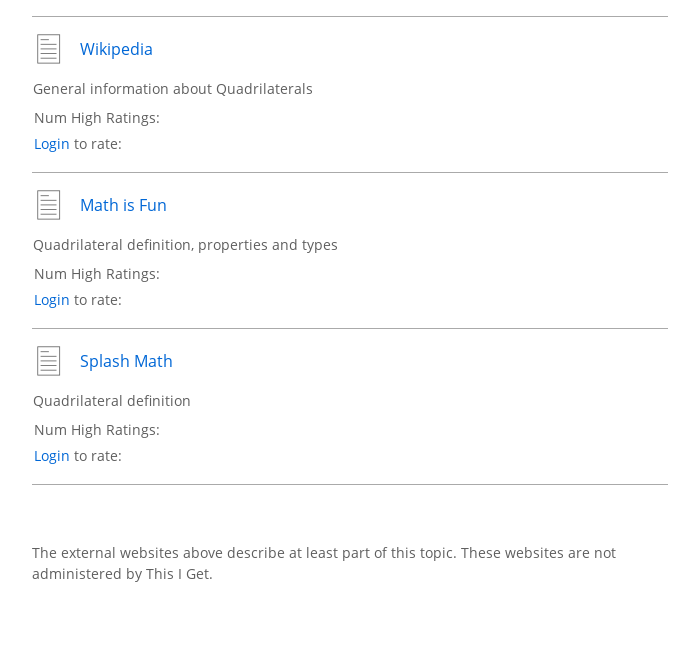 Wikipedia
General information about Quadrilaterals
Num High Ratings:
Login to rate:
Math is Fun
Quadrilateral definition, properties and types
Num High Ratings:
Login to rate:
Splash Math
Quadrilateral definition
Num High Ratings:
Login to rate:
The external websites above describe at least part of this topic. These websites are not
administered by This I Get.